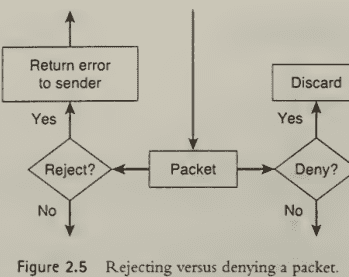 Return error
to sender
Discard
Yes
Yes
Reject?
Packet
Deny?
No
No
Figure 2.5 Rejecting versus denying a packet.